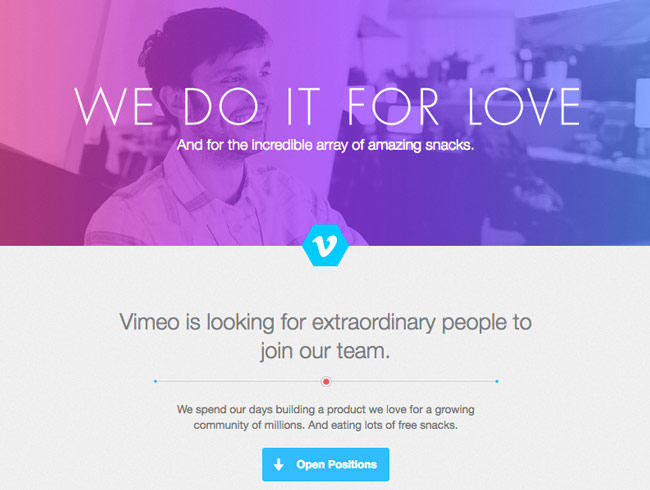 WE DO IT FOR LOVE
And for the incredible array of amazing snacks.
Vimeo is looking for extraordinary people to
join our team.
We spend our days building a product we love for a growing
community of millions. And eating lots of free snacks.
Open Positions